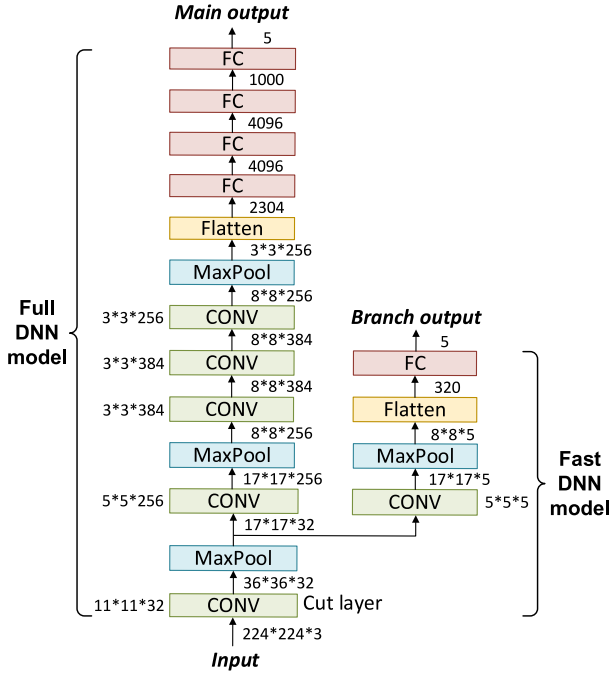 Main output
5
FC
1000
FC
4096
FC
4096
FC
2304
Flatten
3*3*256
MaxPool
8*8*256
3*3*256 CONV
8*8*384
3*3*384 CONV
8*8*384
3*3*384 CONV
8*8*256
MaxPool
17*17*256
5*5*256 CONV
17*17*32
MaxPool
36*36*32
11*11*32 CONV Cut layer
224*224*3
Input
Full
DNN
model
Branch output
5
FC
320
Flatten
8*8*5
MaxPool
17*17*5
CONV 5*5*5
Fast
DNN
model